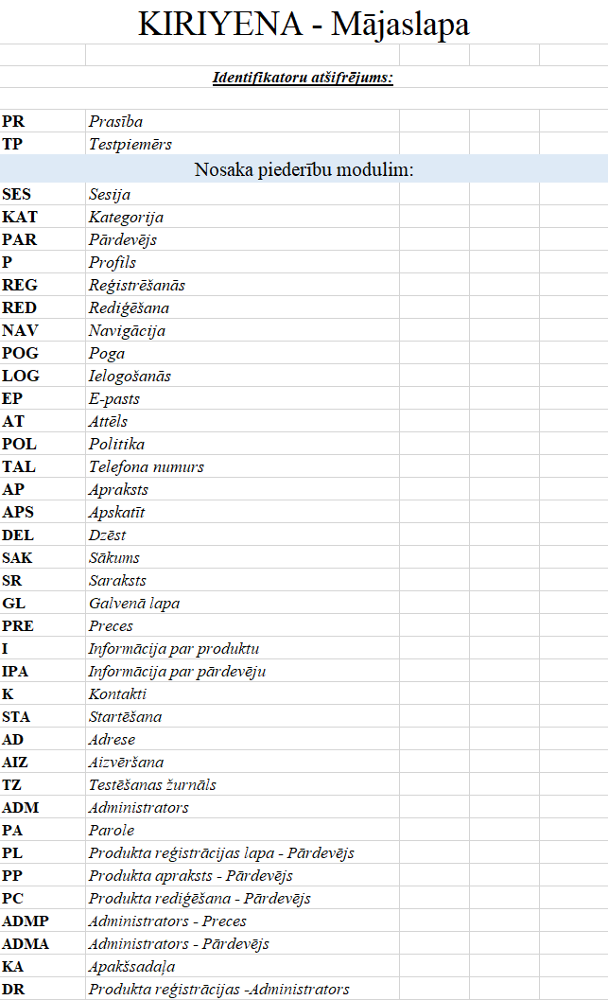 KIRIYENA - Mājaslapa
Identifikatoru atšifrējums:
PR Prasība
TP Testpiemērs
Nosaka piederību modulim:
SES Sesija
KAT Kategorija
PAR Pārdevējs
P Profils
REG Reģistrēšanās
RED Rediģēšana
NAV Navigācija
POG Poga
LOG Ielogošanās
EP E-pasts
AT Attēls
POL Politika
TAL Telefona numurs
AP Apraksts
APS Apskatīt
DEL Dzēst
SAK Sākums
SR Saraksts
GL Galvenā lapa
PRE Preces
I Informācija par produktu
IPA Informācija par pārdevēju
K Kontakti
STA Startēšana
AD Adrese
AIZ Aizvēršana
TZ Testēšanas žurnāls
ADM Administrators
PA Parole
PL Produkta reģistrācijas lapa - Pārdevējs
PP Produkta apraksts - Pārdevējs
PC Produkta rediģēšana - Pārdevējs
ADMP Administrators - Preces
ADMA Administrators - Pārdevējs
KA Apakšsadaļa
DR Produkta reģistrācijas -Administrators